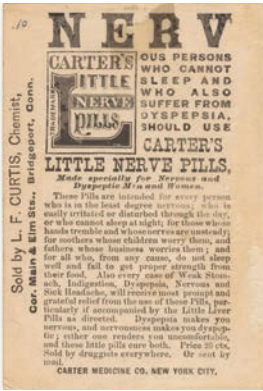 .10
NERV
OUS PERSONS
WHO CANNOT
SLEEP AND
WHO ALSO
SUFFER FROM
DYSPEPSIA,
SHOULD USE
CARTER'S
LITTLE
NERVE
PILLS
TRADE MARK
CARTER'S
LITTLE NERVE PILLS,
Made specially for Nervous and
Dyspeptic Men and Women.
These Pills are intended for every person
who is in the least degree nervous, who is
easily irritated or disturbed through the day,
or who cannot sleep at night; for those whose
hands tremble and whose nerves are unsteady;
for mothers whose children worry them, and
fathers whose business worries them; and
for all who, from any cause, do not sleep
well and fail to get proper strength from
their food. Also every case of Weak Stom-
ach, Indigestion, Dyspepsia, Nervous and
Sick Headache, will receive most prompt and
grateful relief from the use of these Pills, par-
ticularly if accompanied by the Little Liver
Pills as directed. Dyspepsia makes you
nervous, and nervousness makes you dyspep-
tic; either one renders you uncomfortable,
and these little pills cure both. Price 25 cts.
Sold by druggists everywhere. Or sent by
mail.
CARTER MEDICINE CO. NEW YORK CITY.
Sold by L. F. CURTIS, Chemist,
Cor. Main & Elm Sts., Bridgeport, Conn.